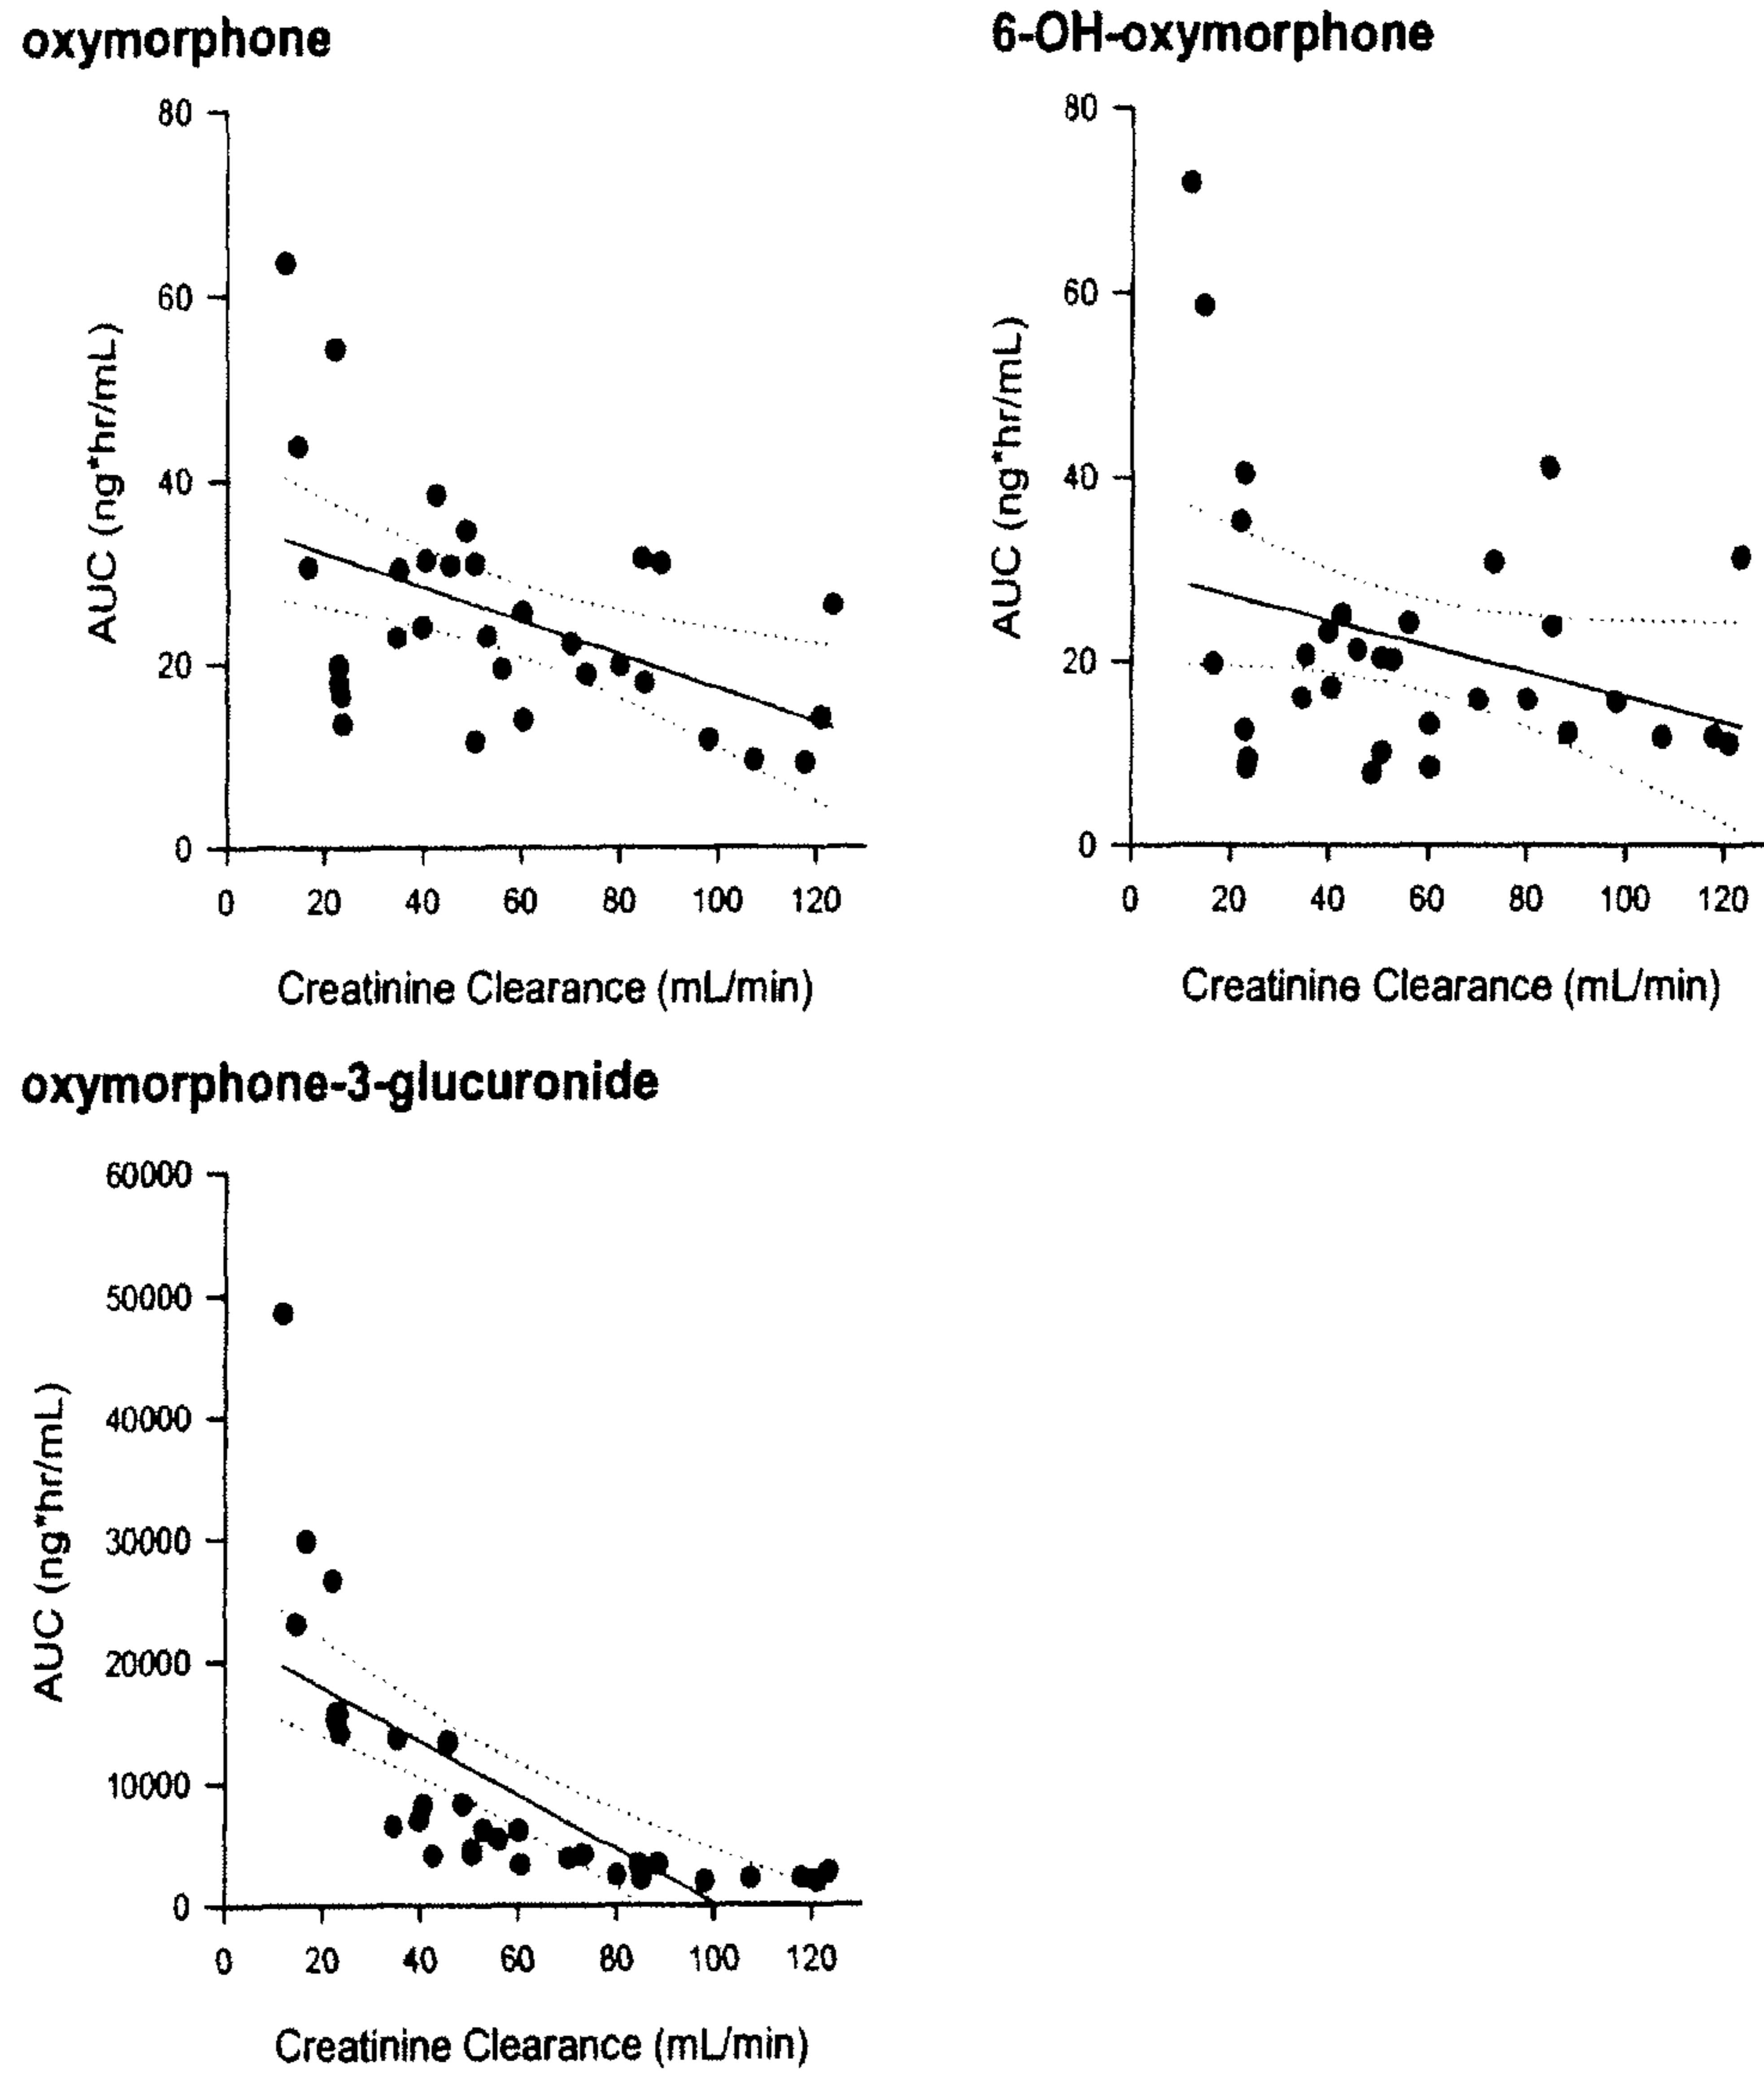 oxymorphone
80
60
40
20
0
AUC (ng*hr/mL)
0 20 40 60 80 100 120
Creatinine Clearance (mL/min)
6-OH-oxymorphone
80
60
40
20
0
AUC (ng*hr/mL)
0 20 40 60 80 100 120
Creatinine Clearance (mL/min)
oxymorphone-3-glucuronide
60000
50000
40000
30000
20000
10000
0
AUC (ng*hr/mL)
0 20 40 60 80 100 120
Creatinine Clearance (mL/min)